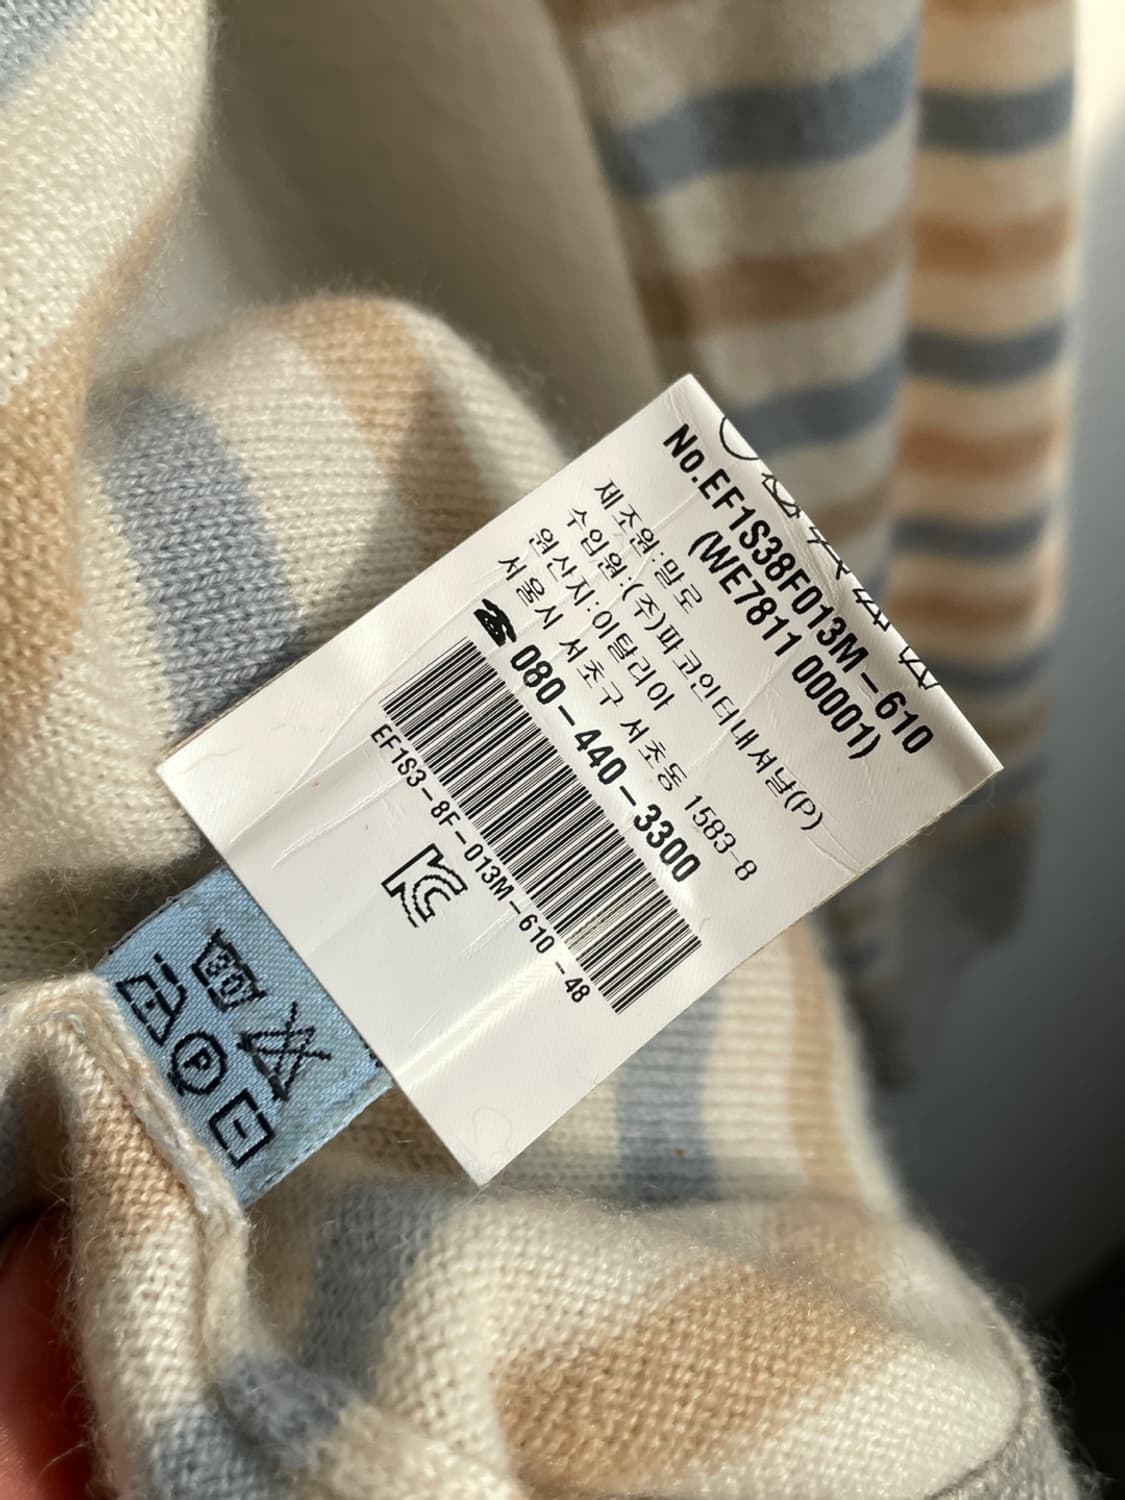 No.EF1S38F013M-610
(WE7811 00001)
제조원:말로
수입원:(주)파코인터내셔날(P)
원산지:이탈리아
서울시 서초구 서초동 1583-8
☎ 080-440-3300
EF1S3-8F-013M-610-48
KC
30
P